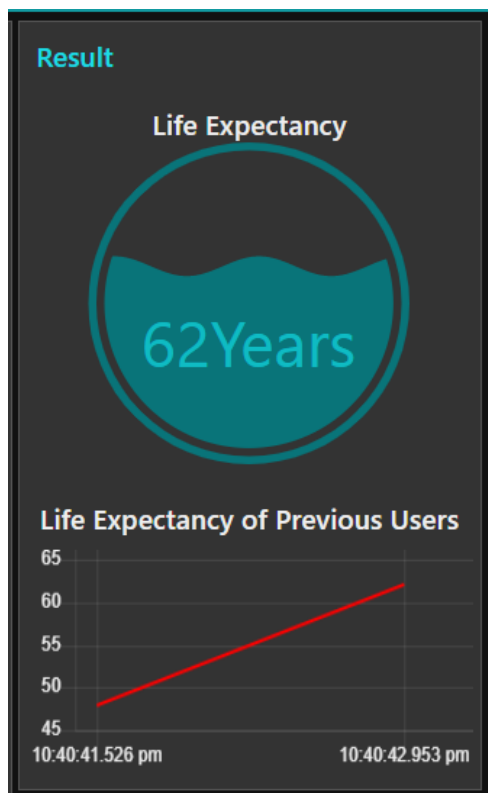 Result
Life Expectancy
62Years
Life Expectancy of Previous Users
65
60
55
50
45
10:40:41.526 pm 10:40:42.953 pm